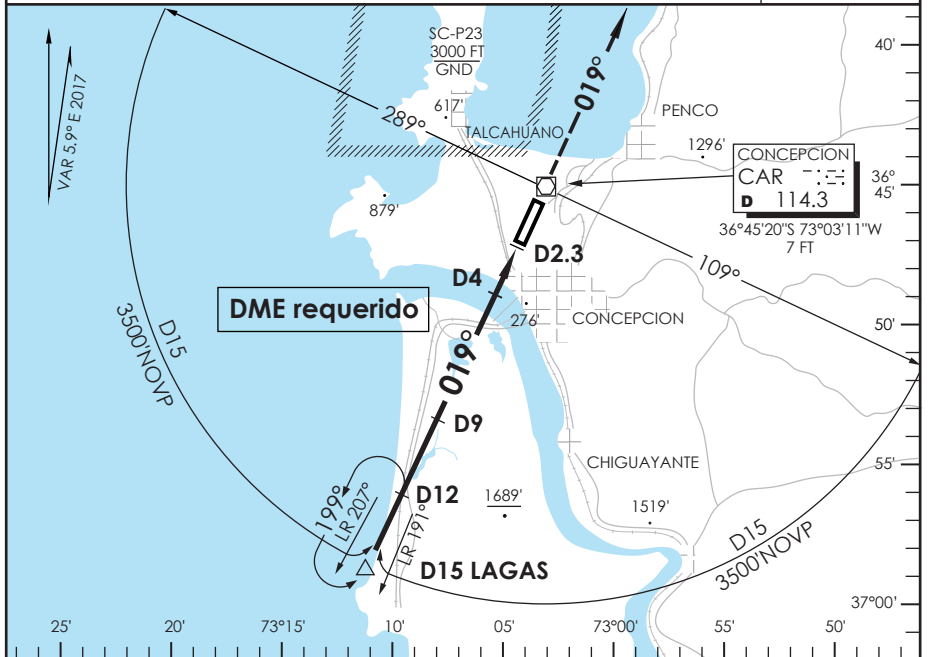 SC-P23
3000 FT
GND
617'
TALCAHUANO
019°
PENCO
40'
VAR 5.9° E 2017
289°
1296'
CONCEPCION
CAR
D 114.3
36°
45'
36°45'20"S 73°03'11"W
7 FT
879'
D2.3
109°
D4
DME requerido
276'
CONCEPCION
50'
D15
3500'NOVP
019°
D9
CHIGUAYANTE
55'
D12
1689'
1519'
199°
LR 207°
LR 191°
D15 LAGAS
D15
3500'NOVP
37°00'
25'
20'
73°15'
10'
05'
73°00'
55'
50'